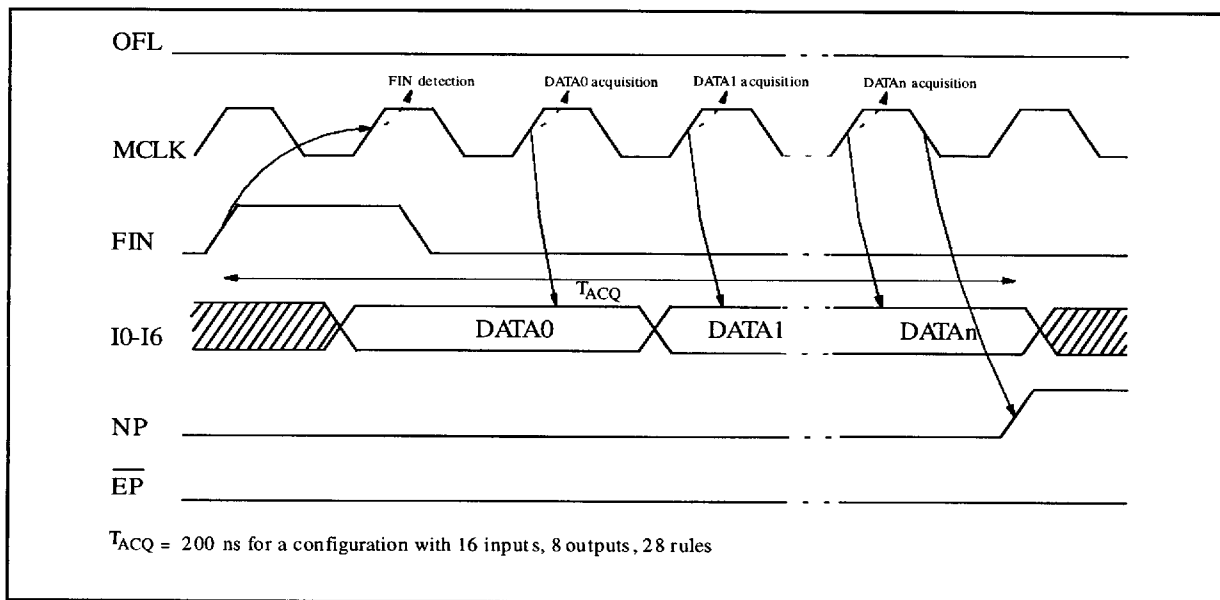 OFL
FIN detection
DATA0 acquisition
DATA1 acquisition
DATAn acquisition
MCLK
FIN
TACQ
I0-I6
DATA0
DATA1
DATAn
NP
EP
TACQ = 200 ns for a configuration with 16 inputs, 8 outputs, 28 rules